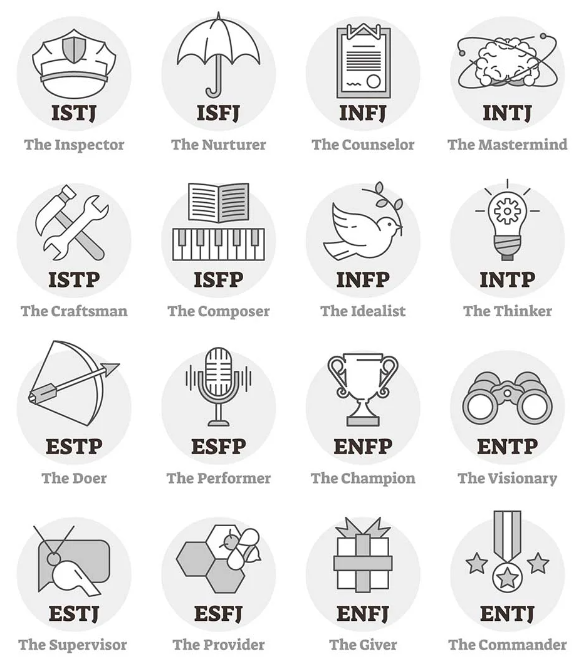 ISTJ
The Inspector
ISFJ
The Nurturer
INFJ
The Counselor
INTJ
The Mastermind
ISTP
The Craftsman
ISFP
The Composer
INFP
The Idealist
INTP
The Thinker
ESTP
The Doer
ESFP
The Performer
ENFP
The Champion
ENTP
The Visionary
ESTJ
The Supervisor
ESFJ
The Provider
ENFJ
The Giver
ENTJ
The Commander